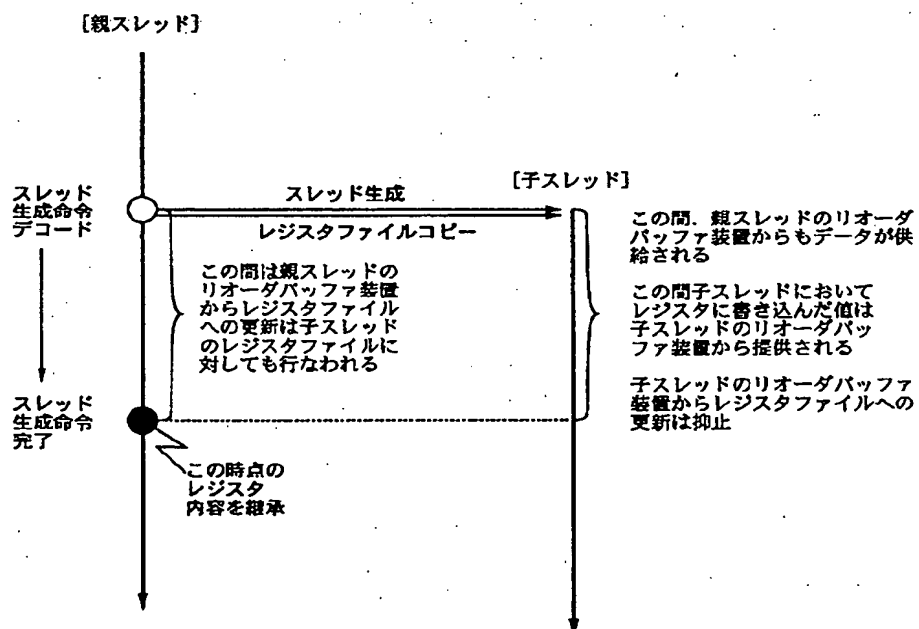 [親スレッド]
スレッド
生成命令
デコード
スレッド生成
レジスタファイルコピー
[子スレッド]
この間は親スレッドの
リオーダバッファ装置
からレジスタファイル
への更新は子スレッド
のレジスタファイルに
対しても行なわれる
この間、親スレッドのリオーダ
バッファ装置からもデータが供
給される
この間子スレッドにおいて
レジスタに書き込んだ値は
子スレッドのリオーダバッ
ファ装置から提供される
子スレッドのリオーダバッファ
装置からレジスタファイルへの
更新は抑止
スレッド
生成命令
完了
この時点の
レジスタ
内容を継承